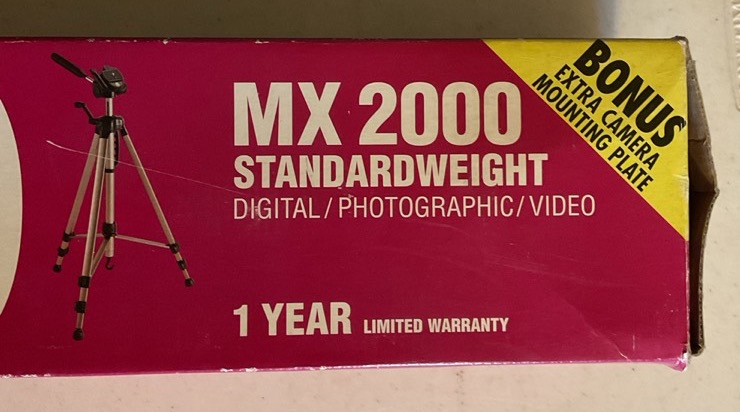 MX 2000
STANDARDWEIGHT
DIGITAL / PHOTOGRAPHIC / VIDEO
1 YEAR LIMITED WARRANTY
BONUS
EXTRA CAMERA
MOUNTING PLATE